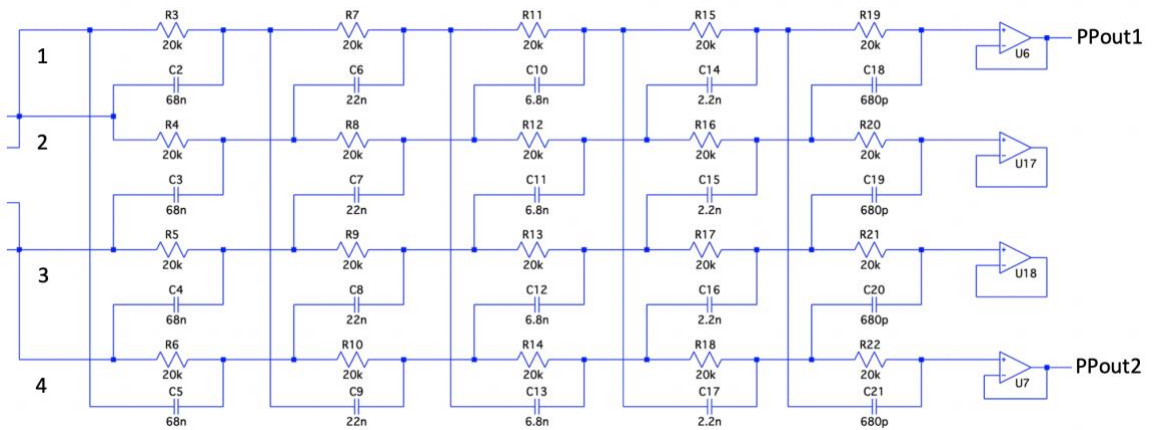 R3 R7 R11 R15 R19
PPout1
20k 20k 20k 20k 20k
U6
1
C2 C6 C10 C14 C18
68n 22n 6.8n 2.2n 680p
R4 R8 R12 R16 R20
2
20k 20k 20k 20k 20k
U17
C3 C7 C11 C15 C19
68n 22n 6.8n 2.2n 680p
R5 R9 R13 R17 R21
20k 20k 20k 20k 20k
3
U18
C4 C8 C12 C16 C20
68n 22n 6.8n 2.2n 680p
R6 R10 R14 R18 R22
PPout2
20k 20k 20k 20k 20k
U7
4
C5 C9 C13 C17 C21
68n 22n 6.8n 2.2n 680p